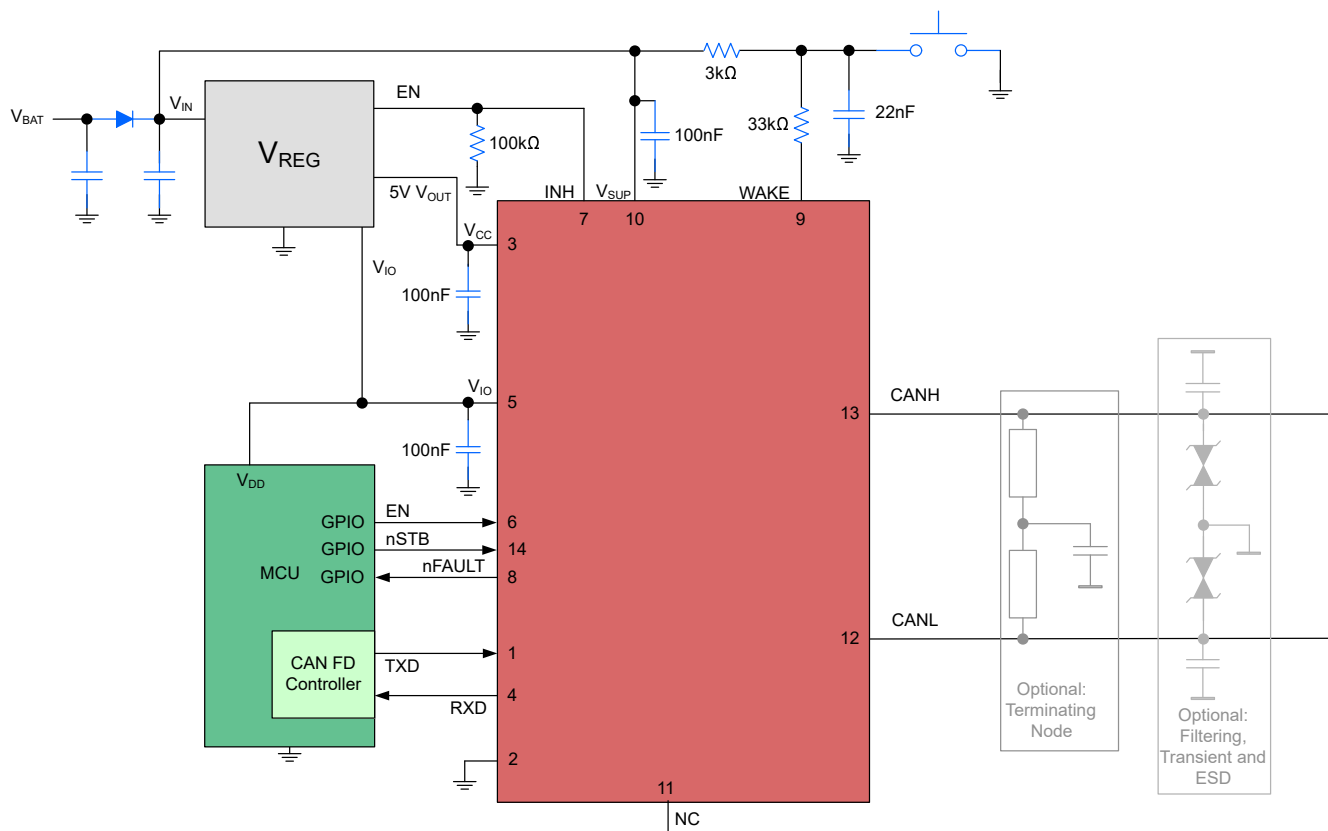 3kΩ
EN
V_IN
V_BAT
22nF
33kΩ
100nF
100kΩ
V_REG
5V V_OUT
INH
V_SUP
WAKE
7
10
9
V_CC
3
V_IO
100nF
V_IO
5
CANH
13
100nF
V_DD
EN
GPIO
6
nSTB
GPIO
14
nFAULT
MCU
GPIO
8
CANL
12
CAN FD
Controller
TXD
1
4
RXD
2
Optional:
Terminating
Node
Optional:
Filtering,
Transient and
ESD
11
NC